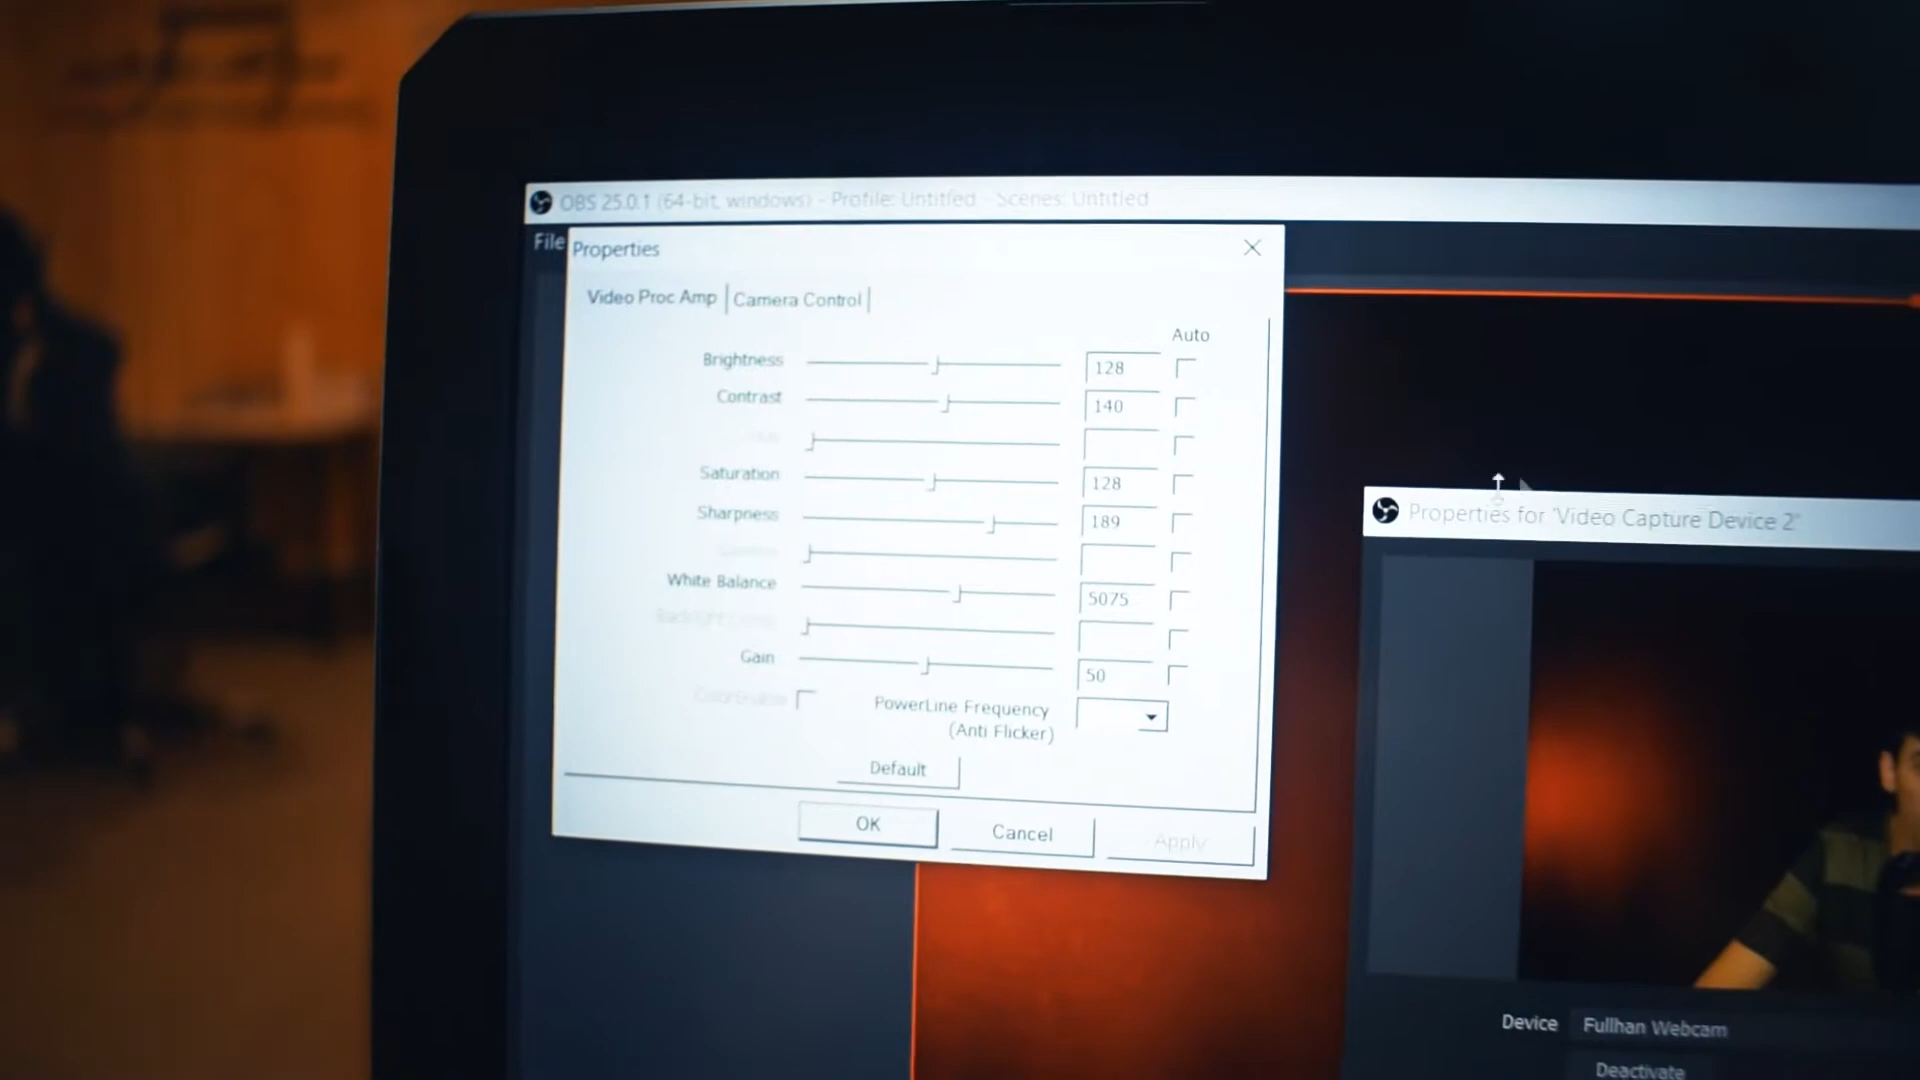 OBS 25.0.1 (64-bit, windows) - Profile: Untitled - Scenes: Untitled
File
Properties
Video Proc Amp
Camera Control
Auto
Brightness 128
Contrast 140
Saturation 128
Sharpness 189
White Balance 5075
Gain 50
PowerLine Frequency
(Anti Flicker)
Default
OK
Cancel
Apply
Properties for 'Video Capture Device 2'
Device Fullhan Webcam
Deactivate